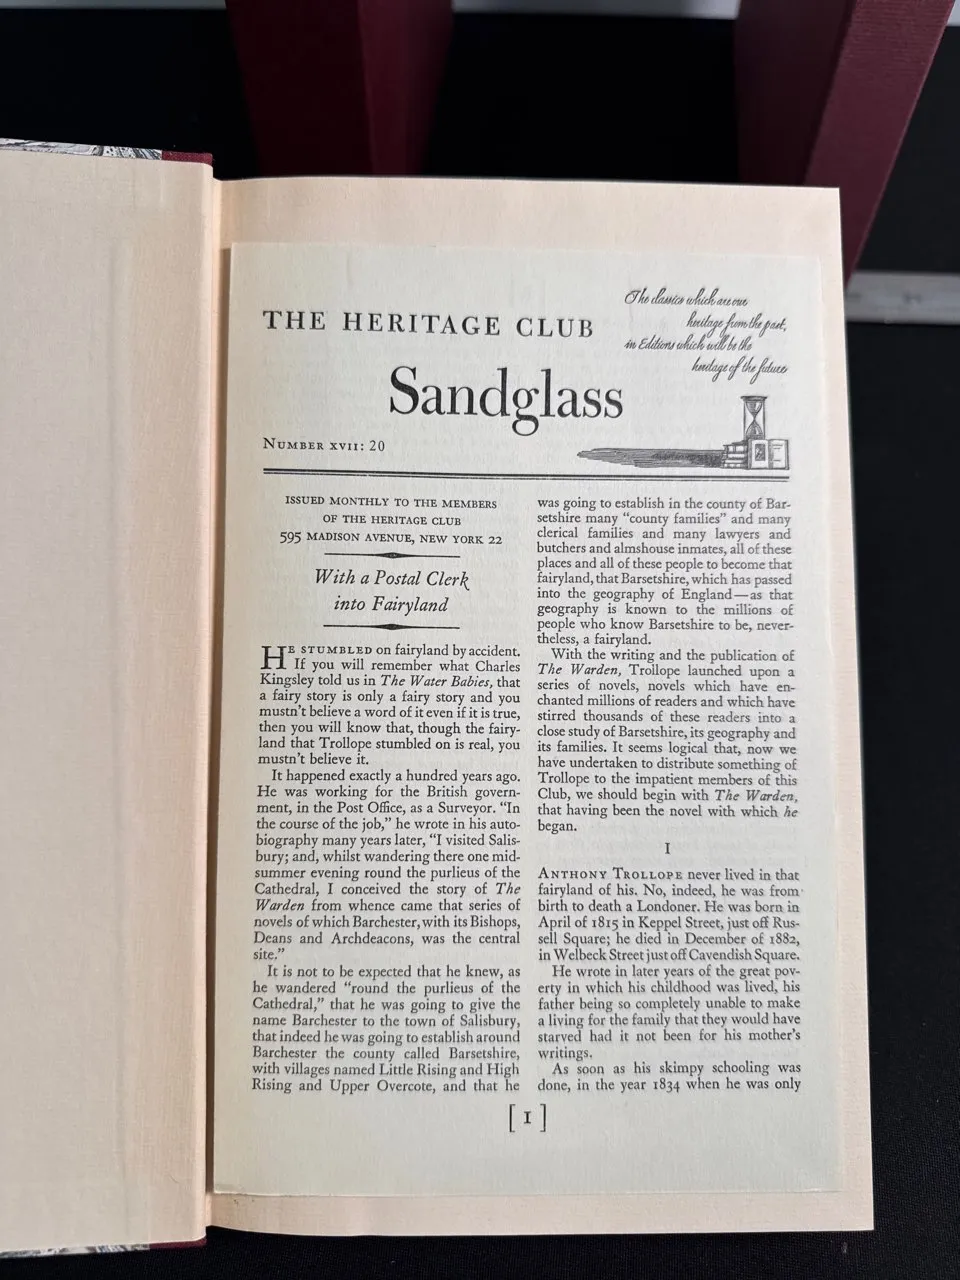 THE HERITAGE CLUB
The classics which are our
heritage from the past,
in Editions which will be the
heritage of the future
Sandglass
NUMBER XVII: 20
ISSUED MONTHLY TO THE MEMBERS
OF THE HERITAGE CLUB
595 MADISON AVENUE, NEW YORK 22
With a Postal Clerk
into Fairyland
HE STUMBLED on fairyland by accident.
If you will remember what Charles
Kingsley told us in The Water Babies, that
a fairy story is only a fairy story and you
mustn't believe a word of it even if it is true,
then you will know that, though the fairy-
land that Trollope stumbled on is real, you
mustn't believe it.
It happened exactly a hundred years ago.
He was working for the British govern-
ment, in the Post Office, as a Surveyor. "In
the course of the job," he wrote in his auto-
biography many years later, "I visited Salis-
bury; and, whilst wandering there one mid-
summer evening round the purlieus of the
Cathedral, I conceived the story of The
Warden from whence came that series of
novels of which Barchester, with its Bishops,
Deans and Archdeacons, was the central
site."
It is not to be expected that he knew, as
he wandered "round the purlieus of the
Cathedral," that he was going to give the
name Barchester to the town of Salisbury,
that indeed he was going to establish around
Barchester the county called Barsetshire,
with villages named Little Rising and High
Rising and Upper Overcote, and that he
was going to establish in the county of Bar-
setshire many "county families" and many
clerical families and many lawyers and
butchers and almshouse inmates, all of these
places and all of these people to become that
fairyland, that Barsetshire, which has passed
into the geography of England—as that
geography is known to the millions of
people who know Barsetshire to be, never-
theless, a fairyland.
With the writing and the publication of
The Warden, Trollope launched upon a
series of novels, novels which have en-
chanted millions of readers and which have
stirred thousands of these readers into a
close study of Barsetshire, its geography and
its families. It seems logical that, now we
have undertaken to distribute something of
Trollope to the impatient members of this
Club, we should begin with The Warden,
that having been the novel with which he
began.
I
ANTHONY TROLLOPE never lived in that
fairyland of his. No, indeed, he was from
birth to death a Londoner. He was born in
April of 1815 in Keppel Street, just off Rus-
sell Square; he died in December of 1882,
in Welbeck Street just off Cavendish Square.
He wrote in later years of the great pov-
erty in which his childhood was lived, his
father being so completely unable to make
a living for the family that they would have
starved had it not been for his mother's
writings.
As soon as his skimpy schooling was
done, in the year 1834 when he was only
[ 1 ]